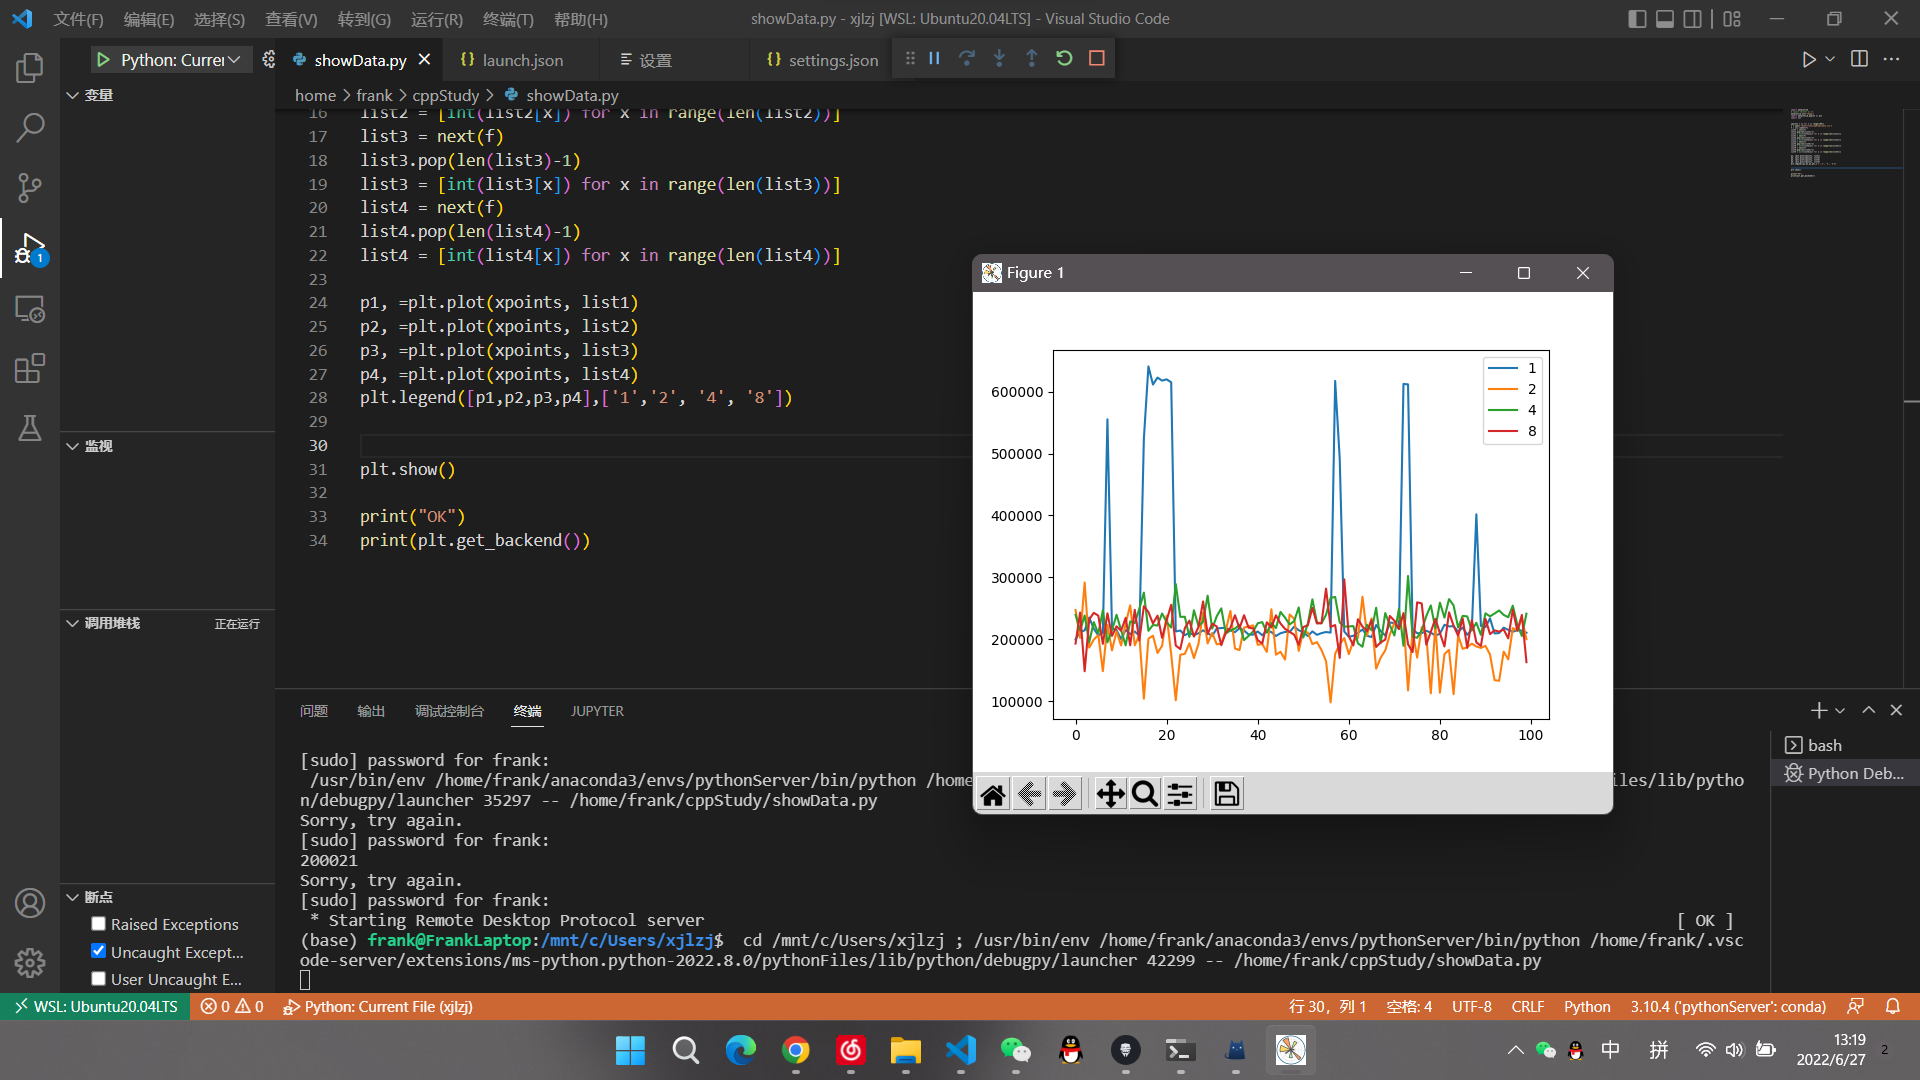 文件(F) 编辑(E) 选择(S) 查看(V) 转到(G) 运行(R) 终端(T) 帮助(H)
showData.py - xjlzj [WSL: Ubuntu20.04LTS] - Visual Studio Code
Python: Currei
showData.py
launch.json
设置
settings.json
变量
home > frank > cppStudy > showData.py
16 list2 = [int(list2[x]) for x in range(len(list2))]
17 list3 = next(f)
18 list3.pop(len(list3)-1)
19 list3 = [int(list3[x]) for x in range(len(list3))]
20 list4 = next(f)
21 list4.pop(len(list4)-1)
22 list4 = [int(list4[x]) for x in range(len(list4))]
23
24 p1, =plt.plot(xpoints, list1)
25 p2, =plt.plot(xpoints, list2)
26 p3, =plt.plot(xpoints, list3)
27 p4, =plt.plot(xpoints, list4)
28 plt.legend([p1,p2,p3,p4],['1','2', '4', '8'])
29
30
31 plt.show()
32
33 print("OK")
34 print(plt.get_backend())
监视
调用堆栈 正在运行
断点
Raised Exceptions
Uncaught Except...
User Uncaught E...
1
Figure 1
1
2
4
8
600000
500000
400000
300000
200000
100000
0 20 40 60 80 100
问题 输出 调试控制台 终端 JUPYTER
bash
Python Deb...
[sudo] password for frank:
/usr/bin/env /home/frank/anaconda3/envs/pythonServer/bin/python /home
iles/lib/pytho
n/debugpy/launcher 35297 -- /home/frank/cppStudy/showData.py
Sorry, try again.
[sudo] password for frank:
200021
Sorry, try again.
[sudo] password for frank:
* Starting Remote Desktop Protocol server [ OK ]
(base) frank@FrankLaptop:/mnt/c/Users/xjlzj$ cd /mnt/c/Users/xjlzj ; /usr/bin/env /home/frank/anaconda3/envs/pythonServer/bin/python /home/frank/.vsc
ode-server/extensions/ms-python.python-2022.8.0/pythonFiles/lib/python/debugpy/launcher 42299 -- /home/frank/cppStudy/showData.py
WSL: Ubuntu20.04LTS 0 0 Python: Current File (xjlzj)
行 30，列 1 空格: 4 UTF-8 CRLF Python 3.10.4 ('pythonServer': conda)
中 拼 13:19
2022/6/27 2